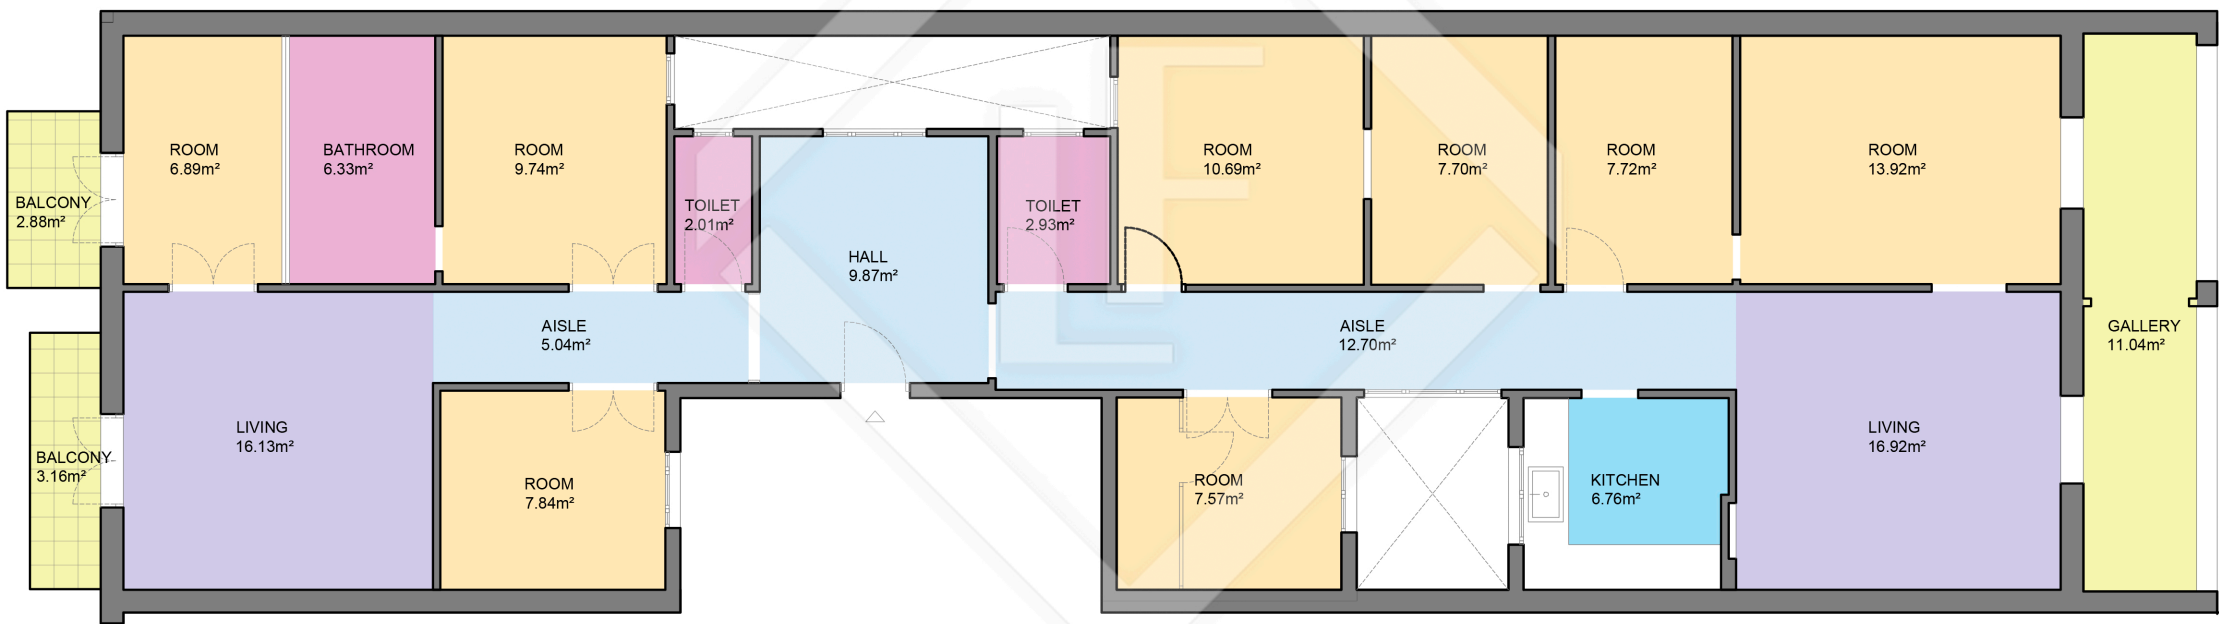 ROOM
6.89m²
BATHROOM
6.33m²
ROOM
9.74m²
ROOM
10.69m²
ROOM
7.70m²
ROOM
7.72m²
ROOM
13.92m²
BALCONY
2.88m²
TOILET
2.01m²
TOILET
2.93m²
HALL
9.87m²
AISLE
5.04m²
AISLE
12.70m²
GALLERY
11.04m²
LIVING
16.13m²
LIVING
16.92m²
BALCONY
3.16m²
ROOM
7.84m²
ROOM
7.57m²
KITCHEN
6.76m²